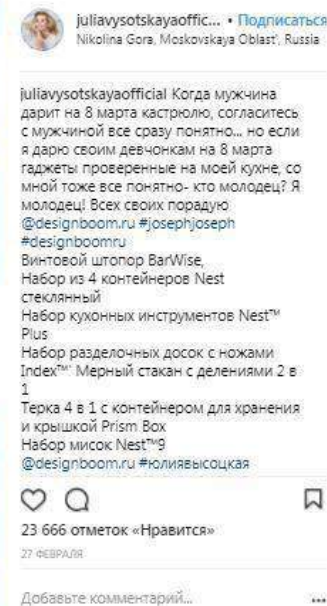 juliavysotskayaoffic... • Подписаться
Nikolina Gora, Moskovskaya Oblast', Russia
juliavysotskayaofficial Когда мужчина
дарит на 8 марта кастрюлю, согласитесь
с мужчиной все сразу понятно... но если
я дарю своим девчонкам на 8 марта
гаджеты проверенные на моей кухне, со
мной тоже все понятно- кто молодец? Я
молодец! Всех своих порадую
@designboom.ru #josephjoseph
#designboomru
Винтовой штопор BarWise,
Набор из 4 контейнеров Nest
стеклянный
Набор кухонных инструментов Nest™
Plus
Набор разделочных досок с ножами
Index™' Мерный стакан с делениями 2 в
1
Терка 4 в 1 с контейнером для хранения
и крышкой Prism Box
Набор мисок Nest™9
@designboom.ru #юлиявысоцкая
23 666 отметок «Нравится»
27 ФЕВРАЛЯ
Добавьте комментарий...